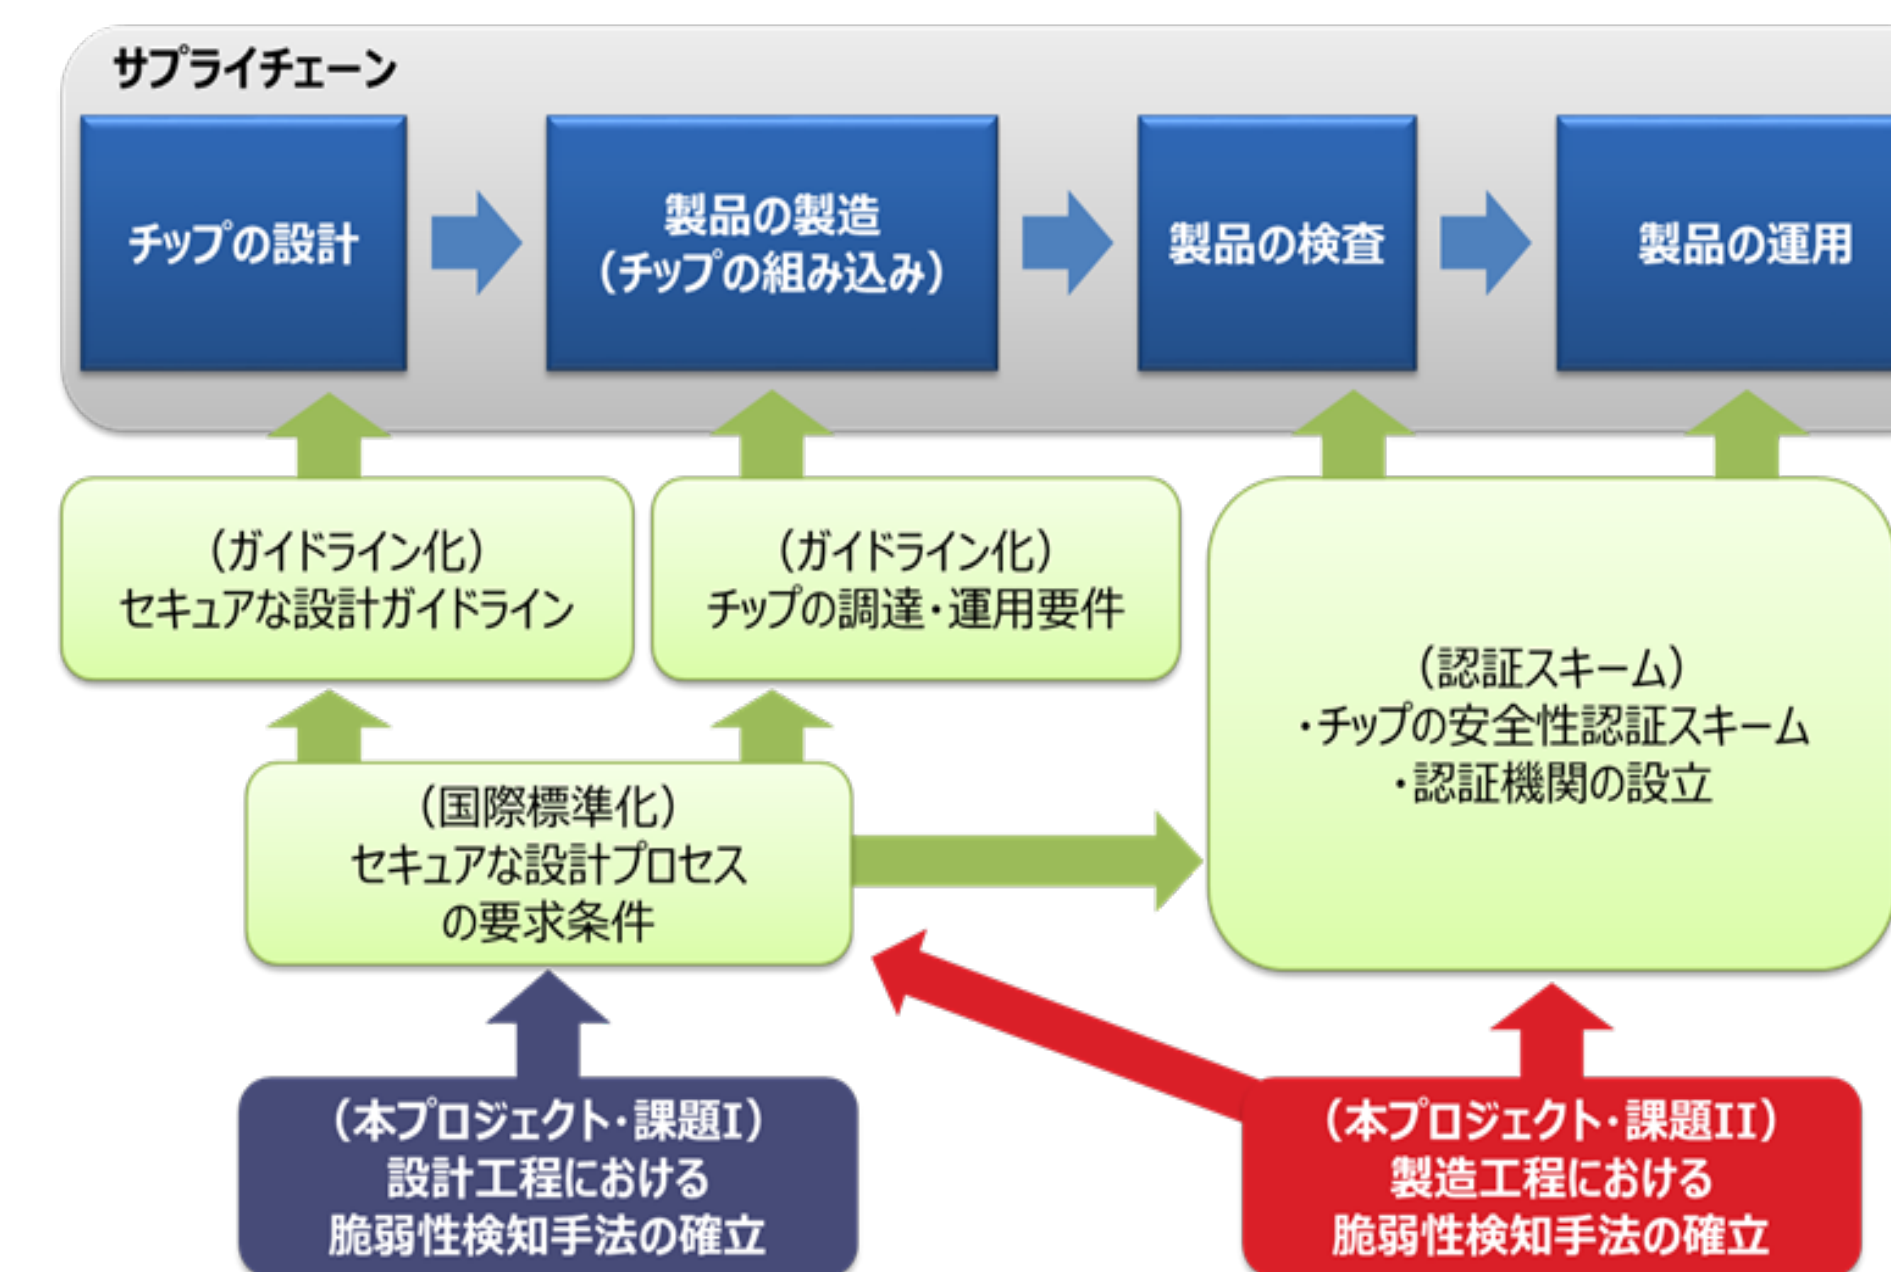 サプライチェーン
チップの設計
製品の製造
（チップの組み込み）
製品の検査
製品の運用
（ガイドライン化）
セキュアな設計ガイドライン
（ガイドライン化）
チップの調達・運用要件
（認証スキーム）
・チップの安全性認証スキーム
・認証機関の設立
（国際標準化）
セキュアな設計プロセス
の要求条件
（本プロジェクト・課題I）
設計工程における
脆弱性検知手法の確立
（本プロジェクト・課題II）
製造工程における
脆弱性検知手法の確立